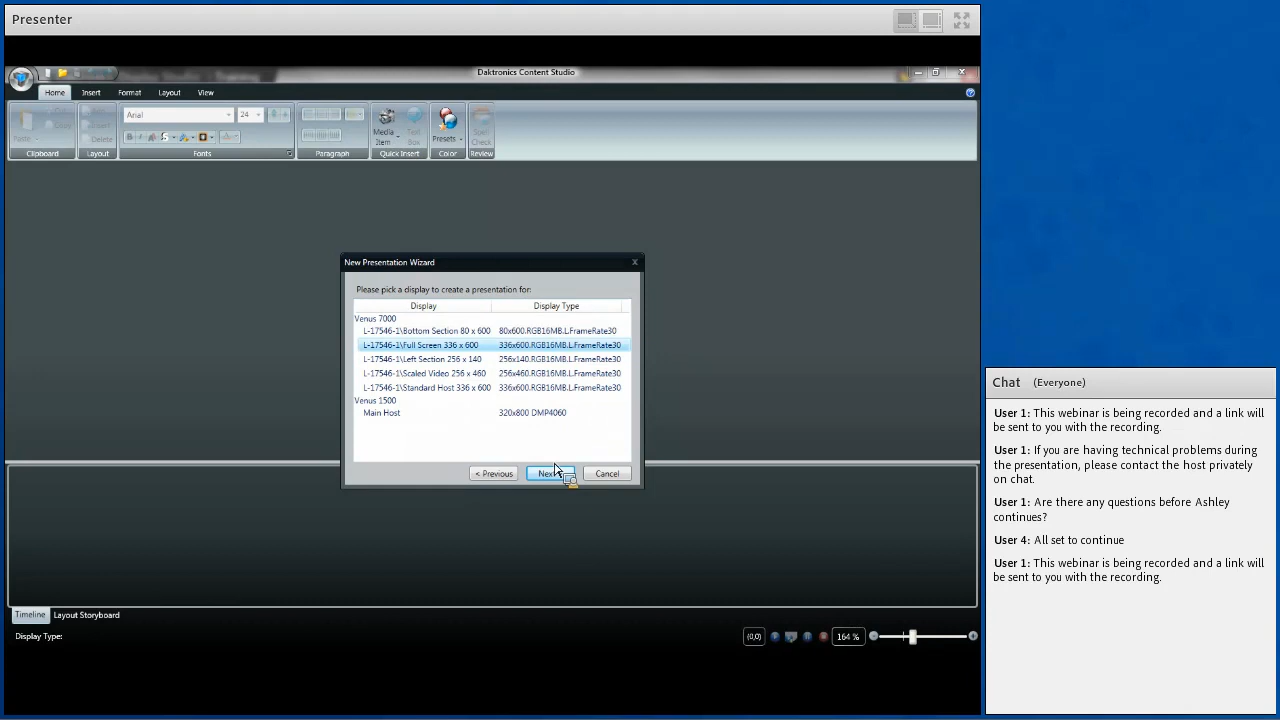 Presenter
Daktronics Content Studio
Home Insert Format Layout View
Arial 24
Media Item
Text Box
Presets
Spell Check
Paste
Copy
Insert
Delete
Clipboard Layout Fonts Paragraph Quick Insert Color Review
New Presentation Wizard
Please pick a display to create a presentation for:
Display Display Type
Venus 7000
L-17546-1\Bottom Section 80 x 600 80x600.RGB16MB.L.FrameRate30
L-17546-1\Full Screen 336 x 600 336x600.RGB16MB.L.FrameRate30
L-17546-1\Left Section 256 x 140 256x140.RGB16MB.L.FrameRate30
L-17546-1\Scaled Video 256 x 460 256x460.RGB16MB.L.FrameRate30
L-17546-1\Standard Host 336 x 600 336x600.RGB16MB.L.FrameRate30
Venus 1500
Main Host 320x800 DMP4060
< Previous Next Cancel
Timeline Layout Storyboard
Display Type:
(0,0) 164 %
Chat (Everyone)
User 1: This webinar is being recorded and a link will
be sent to you with the recording.
User 1: If you are having technical problems during
the presentation, please contact the host privately
on chat.
User 1: Are there any questions before Ashley
continues?
User 4: All set to continue
User 1: This webinar is being recorded and a link will
be sent to you with the recording.